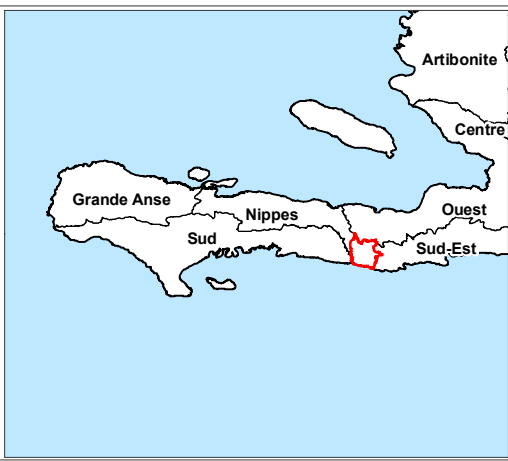 Artibonite
Centre
Grande Anse
Nippes
Ouest
Sud
Sud-Est